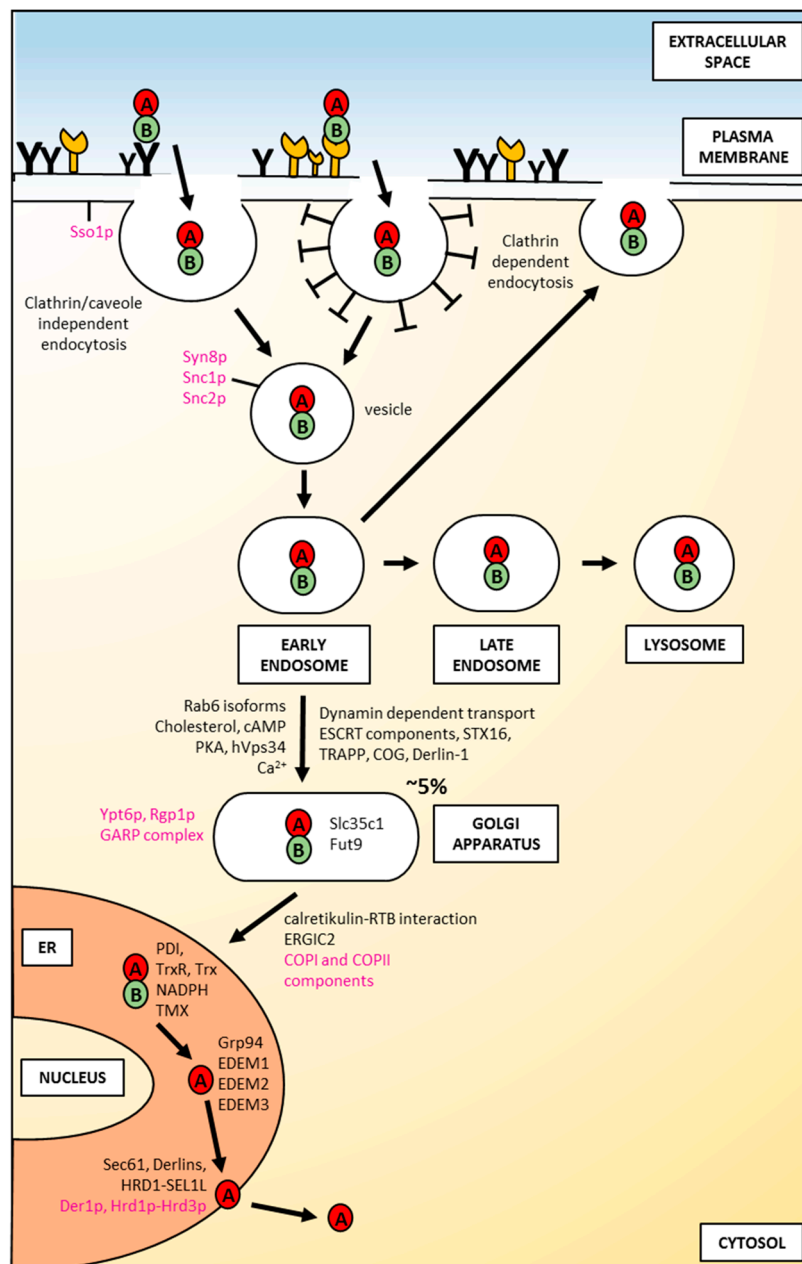 EXTRACELLULAR
SPACE
PLASMA
MEMBRANE
A
B
A
B
Sso1p
A
B
A
B
A
B
Clathrin
dependent
endocytosis
Clathrin/caveole
independent
endocytosis
Syn8p
Snc1p
Snc2p
A
B
vesicle
A
B
A
B
A
B
EARLY
ENDOSOME
LATE
ENDOSOME
LYSOSOME
Rab6 isoforms
Cholesterol, cAMP
PKA, hVps34
Ca²⁺
Dynamin dependent transport
ESCRT components, STX16,
TRAPP, COG, Derlin-1
~5%
Ypt6p, Rgp1p
GARP complex
A
B
Slc35c1
Fut9
GOLGI
APPARATUS
calretikulin-RTB interaction
ERGIC2
COPI and COPII
components
ER
A
B
PDI,
TrxR, Trx
NADPH
TMX
NUCLEUS
A
Grp94
EDEM1
EDEM2
EDEM3
Sec61, Derlins,
HRD1-SEL1L
Der1p, Hrd1p-Hrd3p
A
A
CYTOSOL